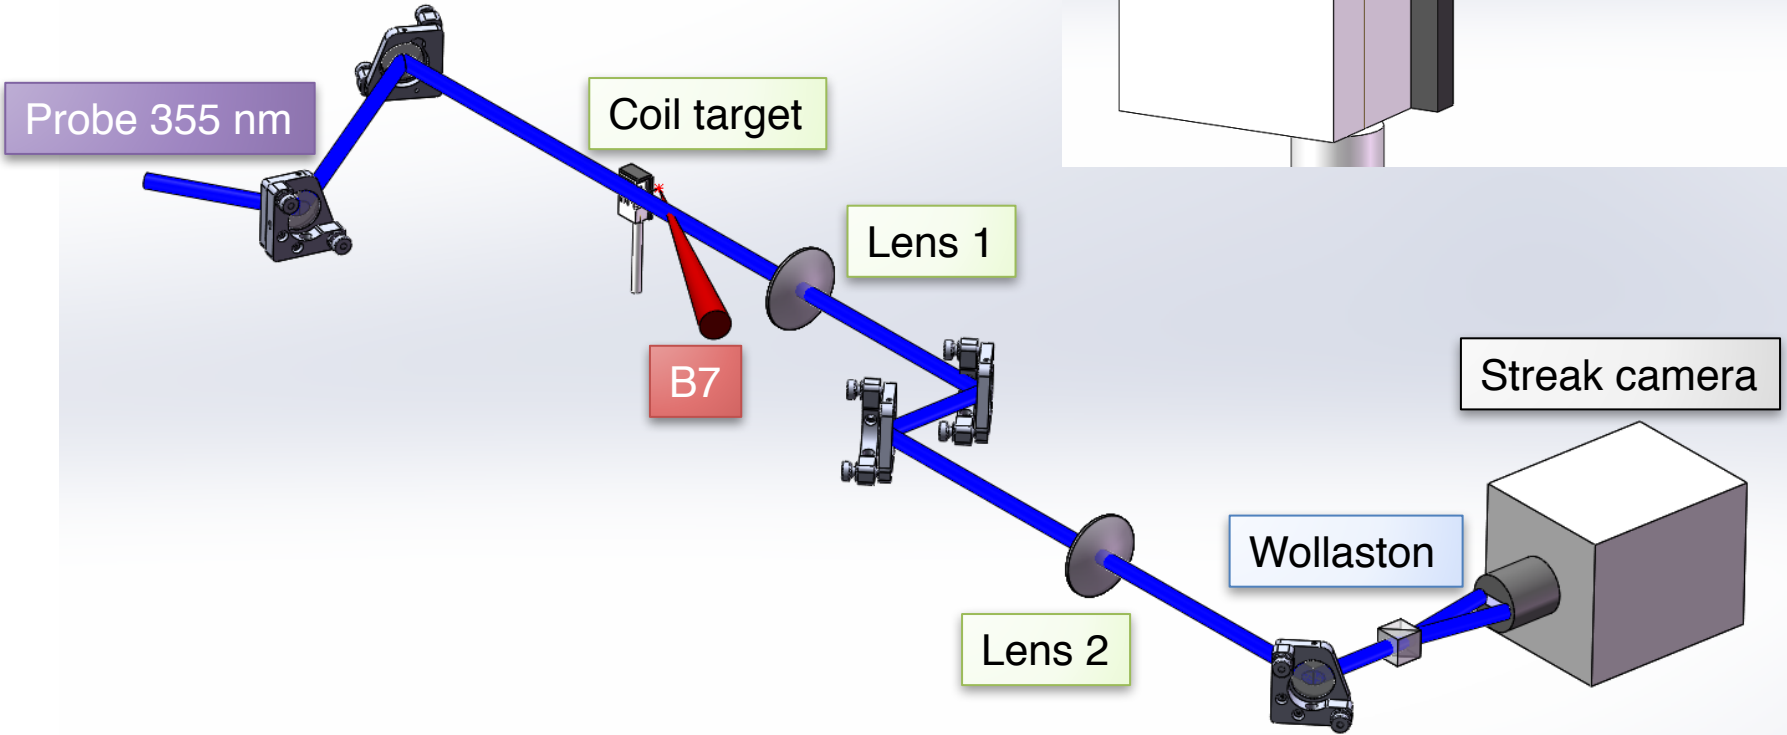 Probe 355 nm
Coil target
Lens 1
B7
Streak camera
Wollaston
Lens 2